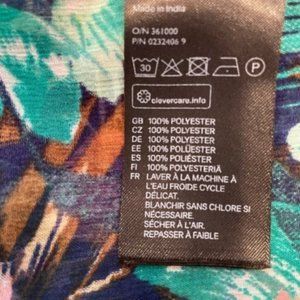 Made in India
O/N 361000
P/N 0232406 9
30
P
clevercare.info
GB 100% POLYESTER
CZ 100% POLYESTER
DE 100% POLYESTER
EE 100% POLÜESTER
ES 100% POLIÉSTER
FI 100% POLYESTERIÄ
FR LAVER À LA MACHINE À
L'EAU FROIDE CYCLE
DÉLICAT.
BLANCHIR SANS CHLORE SI
NÉCESSAIRE.
SÉCHER À L'AIR.
REPASSER À FAIBLE